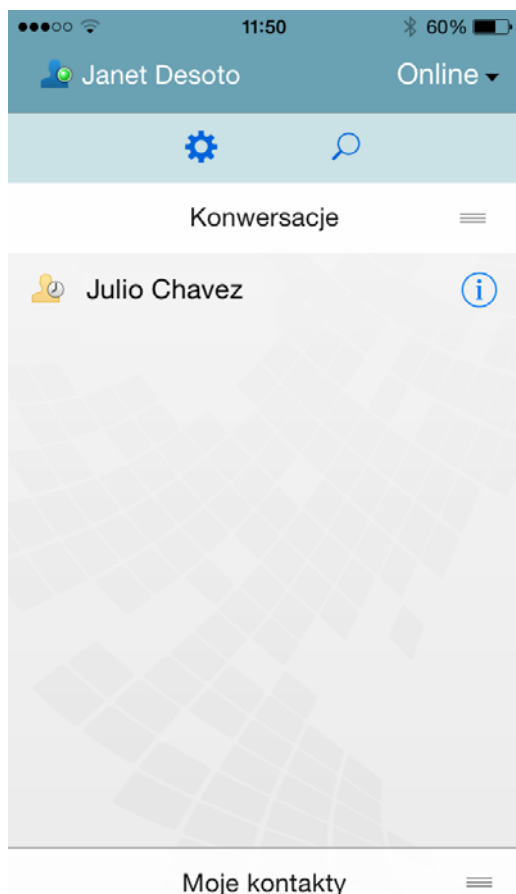 11:50
60%
Janet Desoto
Online
Konwersacje
Julio Chavez
i
Moje kontakty